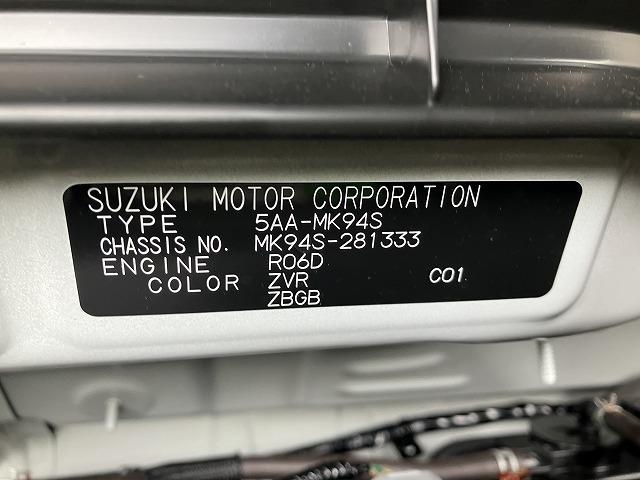 SUZUKI MOTOR CORPORATION
TYPE 5AA-MK94S
CHASSIS NO. MK94S-281333
ENGINE R06D
COLOR ZVR C01
ZBGB